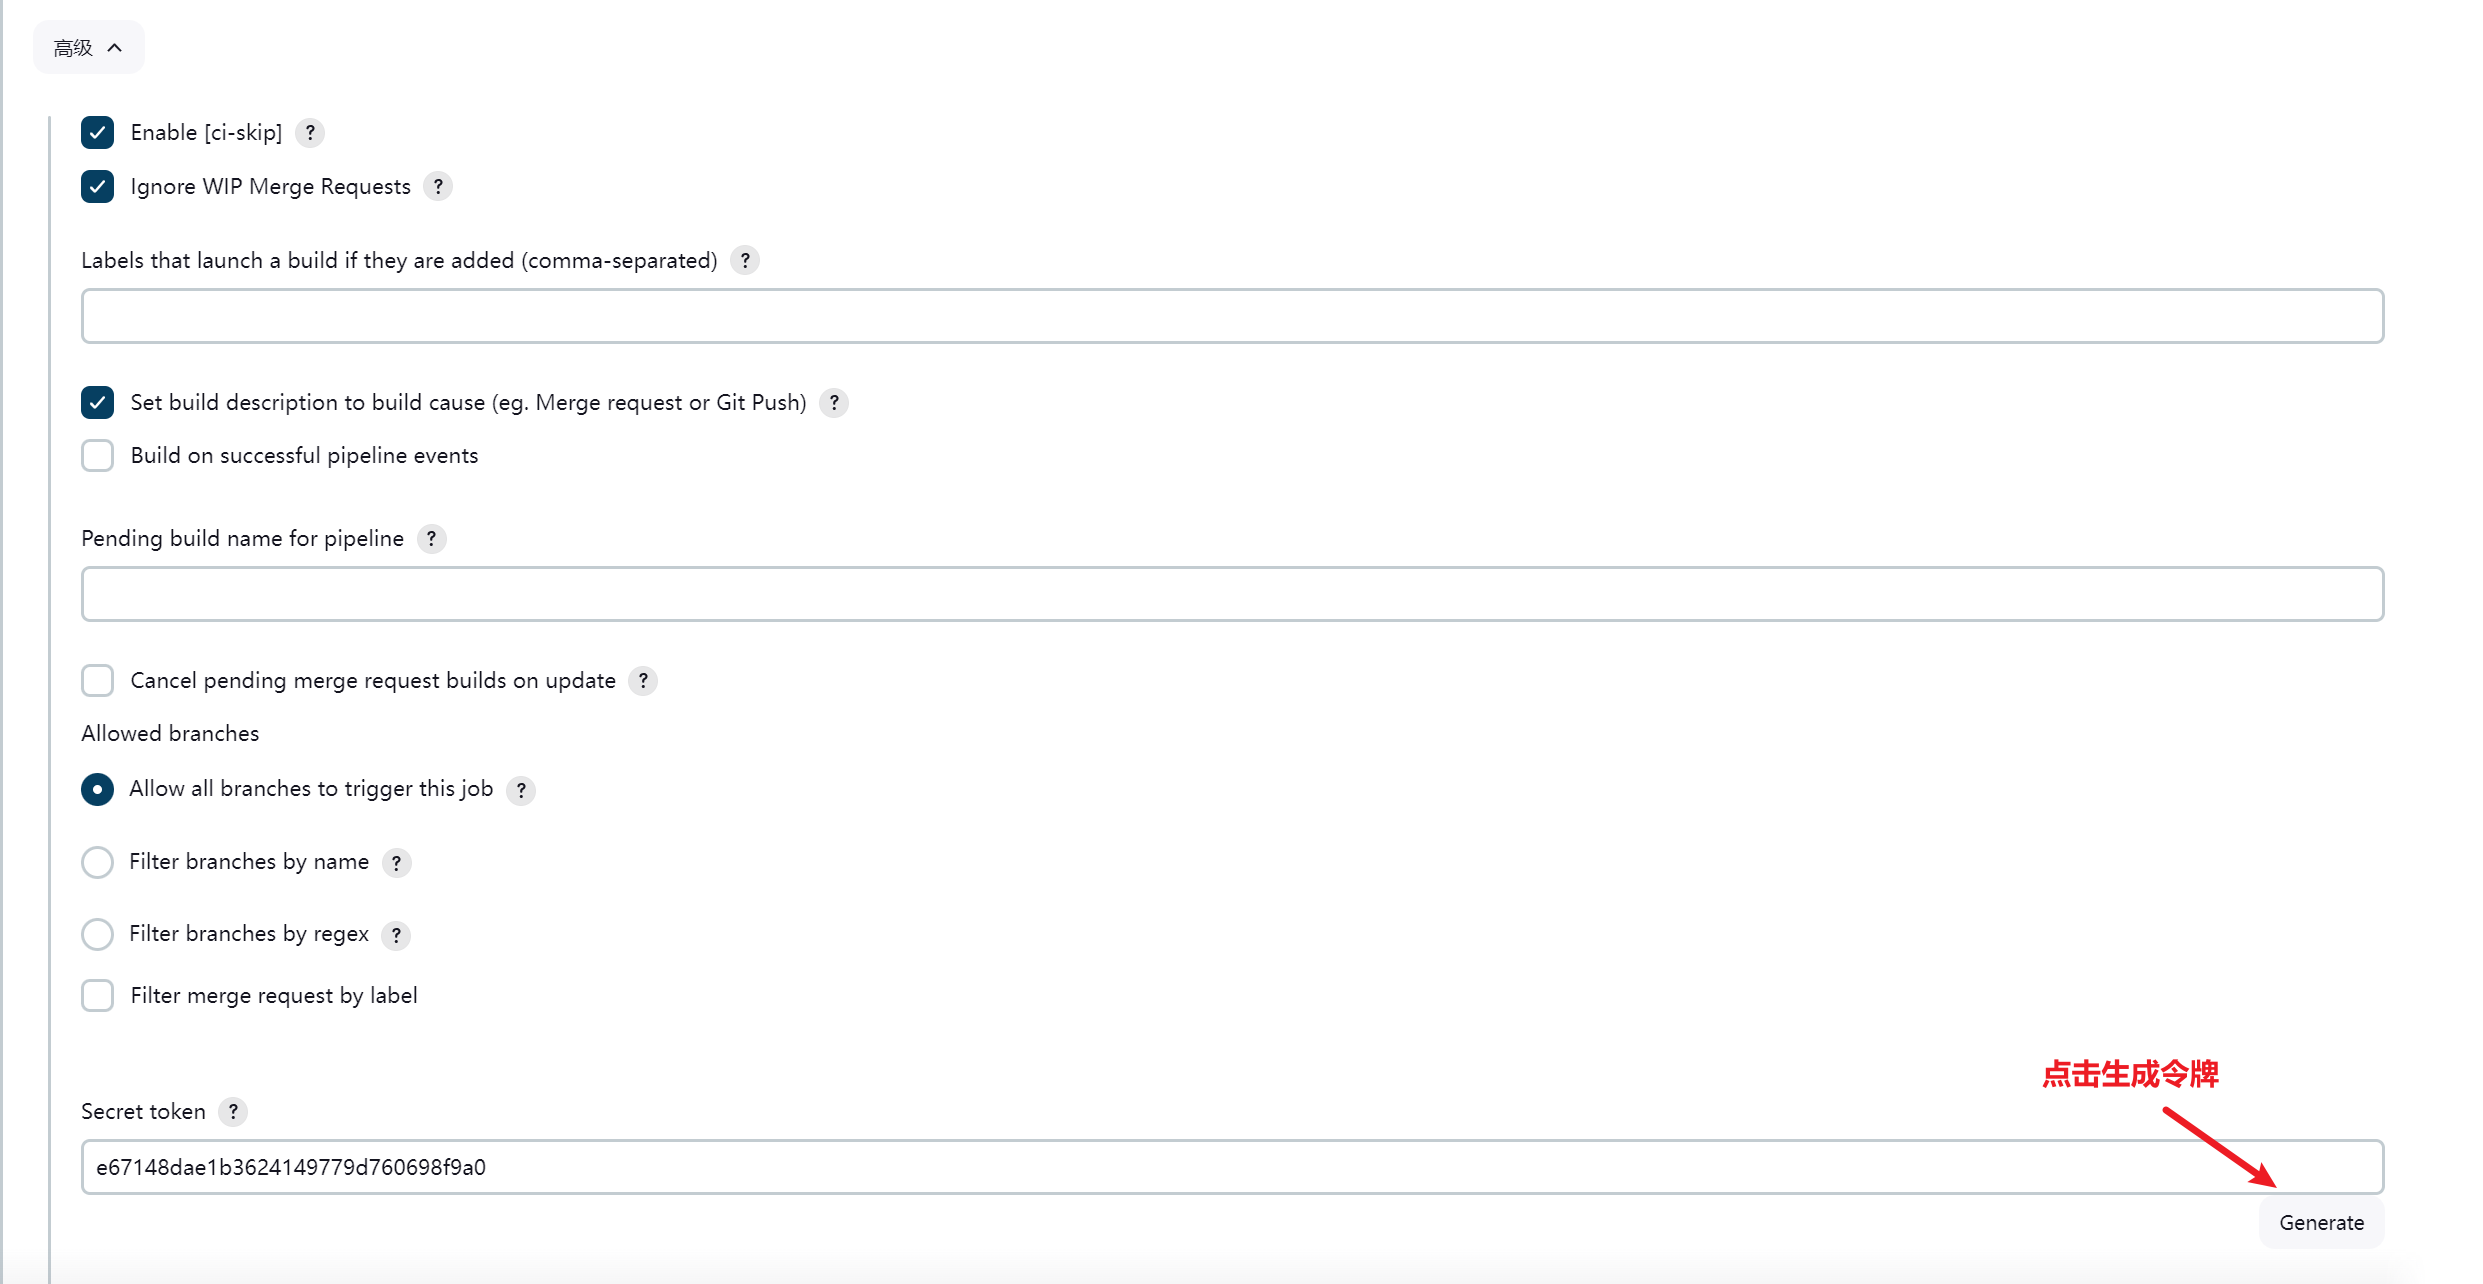 高级
Enable [ci-skip] ?
Ignore WIP Merge Requests ?
Labels that launch a build if they are added (comma-separated) ?
Set build description to build cause (eg. Merge request or Git Push) ?
Build on successful pipeline events
Pending build name for pipeline ?
Cancel pending merge request builds on update ?
Allowed branches
Allow all branches to trigger this job ?
Filter branches by name ?
Filter branches by regex ?
Filter merge request by label
点击生成令牌
Secret token ?
e67148dae1b3624149779d760698f9a0
Generate